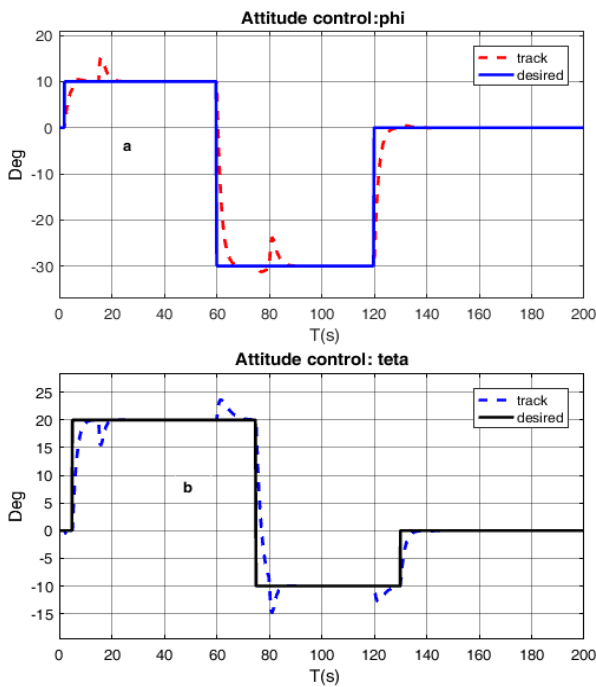 Attitude control:phi
20
10
0
-10
-20
-30
Deg
track
desired
a
0 20 40 60 80 100 120 140 160 180 200
T(s)
Attitude control: teta
25
20
15
10
5
0
-5
-10
-15
Deg
track
desired
b
0 20 40 60 80 100 120 140 160 180 200
T(s)